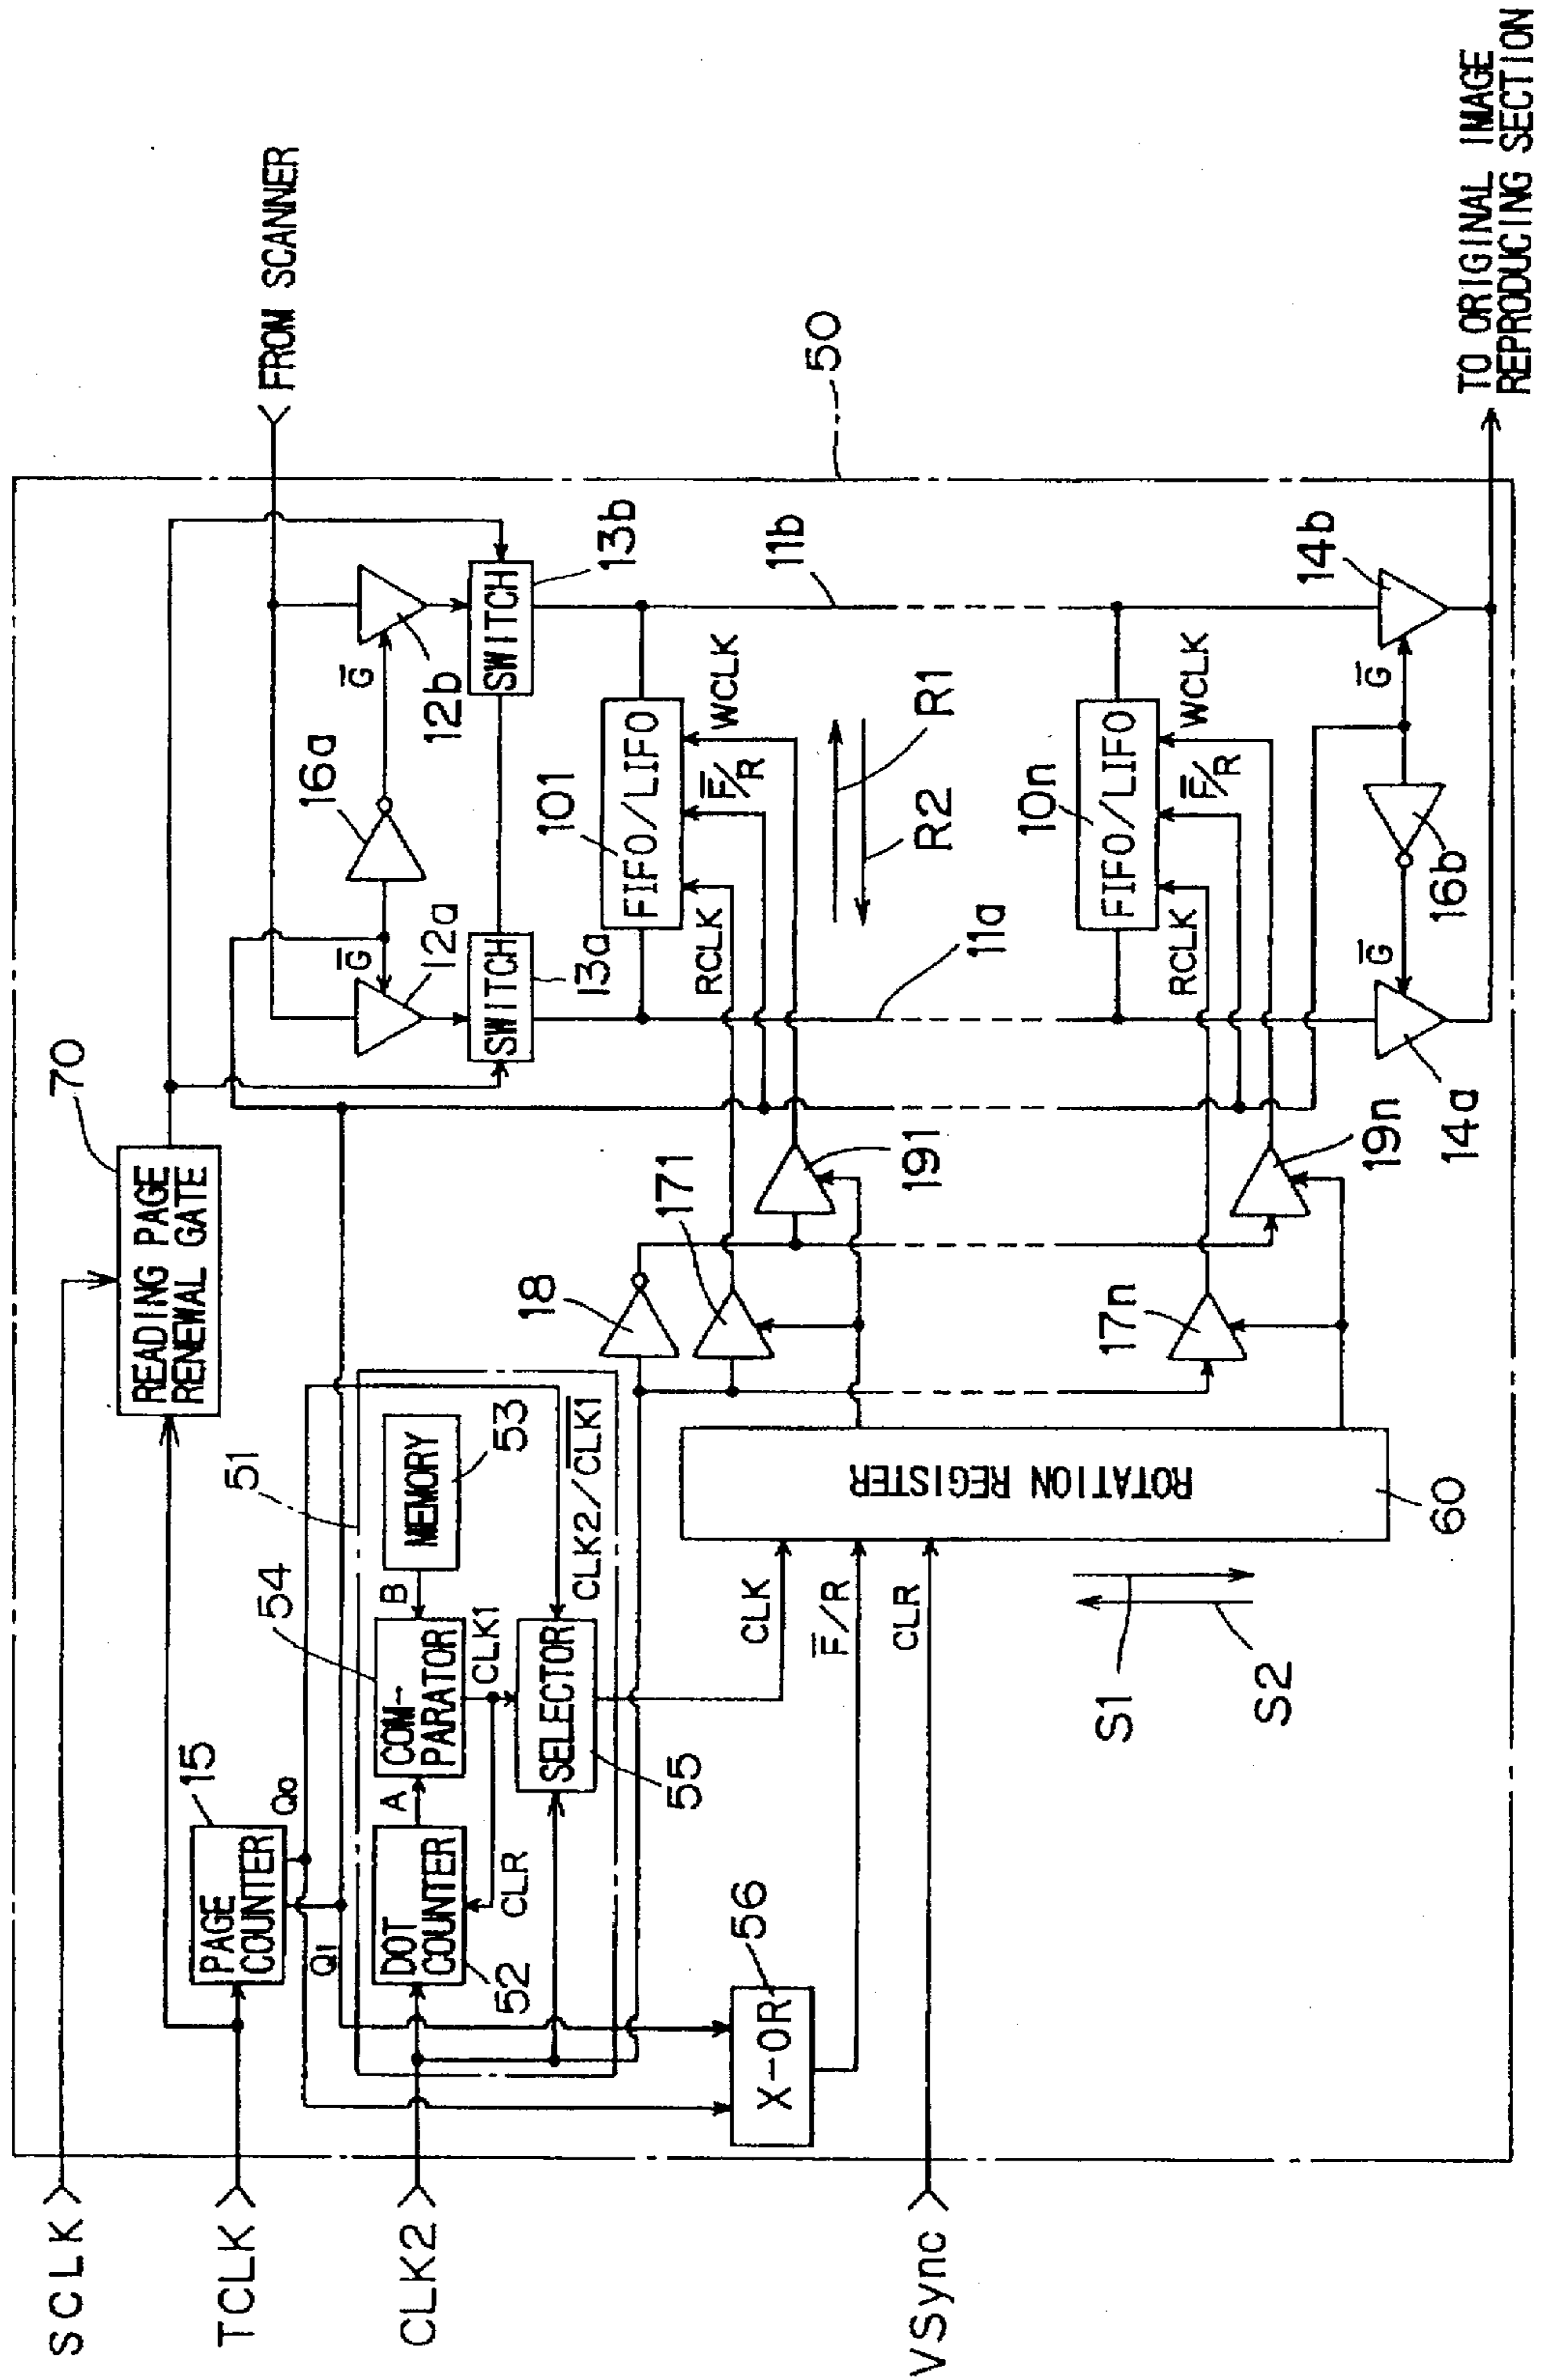 SCLK
TCLK
CLK2
VSync
READING PAGE
RENEWAL GATE
70
PAGE
COUNTER
15
Q0
Q1
51
DOT
COUNTER
52
A
COM-
PARATOR
54
B
MEMORY
53
CLK1
CLR
SELECTOR
55
CLK2/C̅L̅K̅1̅
X-OR
56
CLK
F̅/R
CLR
ROTATION REGISTER
60
S1
S2
18
171
191
17n
19n
FROM SCANNER
G̅
12a
16a
G̅
12b
SWITCH
13a
SWITCH
13b
FIFO/LIFO
101
RCLK
F̅/R
WCLK
11a
11b
R1
R2
50
FIFO/LIFO
10n
RCLK
F̅/R
WCLK
G̅
14a
16b
G̅
14b
TO ORIGINAL IMAGE
REPRODUCING SECTION